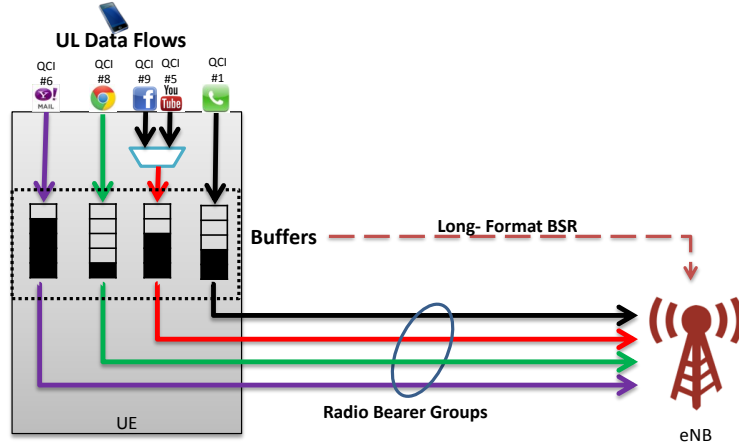 UL Data Flows
QCI QCI QCI QCI QCI
#6 #8 #9 #5 #1
Y! MAIL f You Tube
Buffers
Long- Format BSR
Radio Bearer Groups
UE
eNB